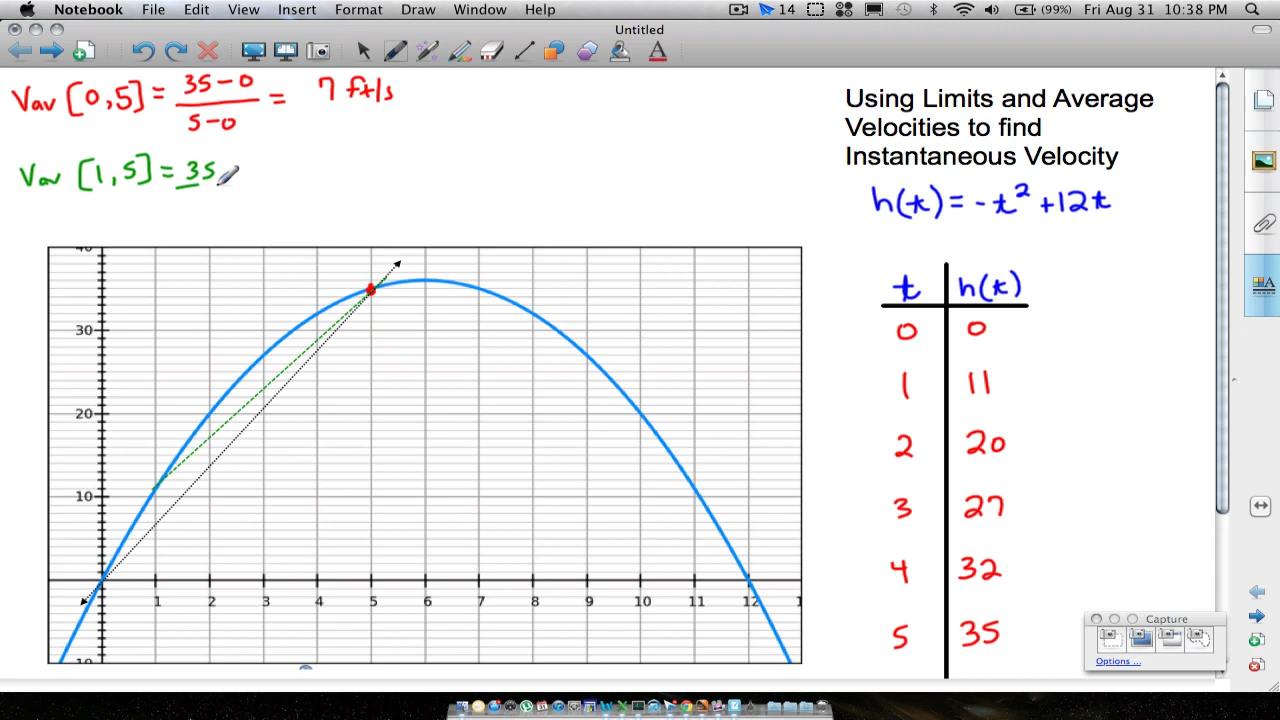 Notebook File Edit View Insert Format Draw Window Help 14 (99%) Fri Aug 31 10:38 PM
Untitled
Vav [0,5] = 35-0 / 5-0 = 7 ft/s
Vav [1,5] = 35
Using Limits and Average
Velocities to find
Instantaneous Velocity
h(t) = -t² +12t
t h(t)
0 0
1 11
2 20
3 27
4 32
5 35
40
30
20
10
1 2 3 4 5 6 7 8 9 10 11 12 1
10
Capture
Options ...